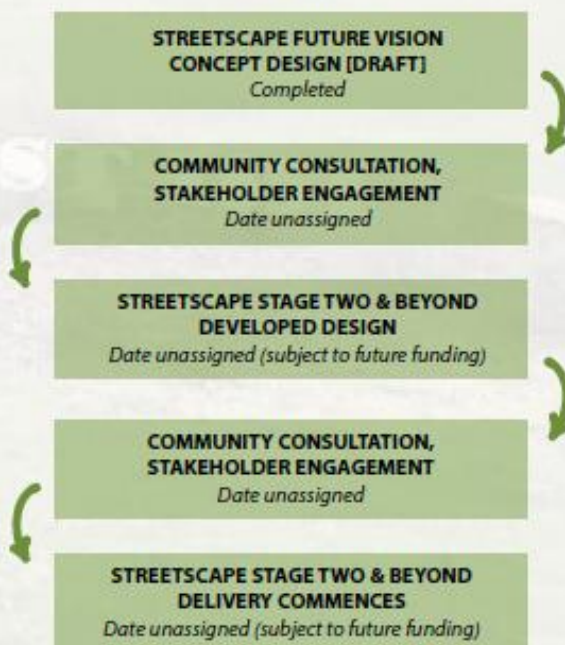 STREETSCAPE FUTURE VISION
CONCEPT DESIGN [DRAFT]
Completed
COMMUNITY CONSULTATION,
STAKEHOLDER ENGAGEMENT
Date unassigned
STREETSCAPE STAGE TWO & BEYOND
DEVELOPED DESIGN
Date unassigned (subject to future funding)
COMMUNITY CONSULTATION,
STAKEHOLDER ENGAGEMENT
Date unassigned
STREETSCAPE STAGE TWO & BEYOND
DELIVERY COMMENCES
Date unassigned (subject to future funding)